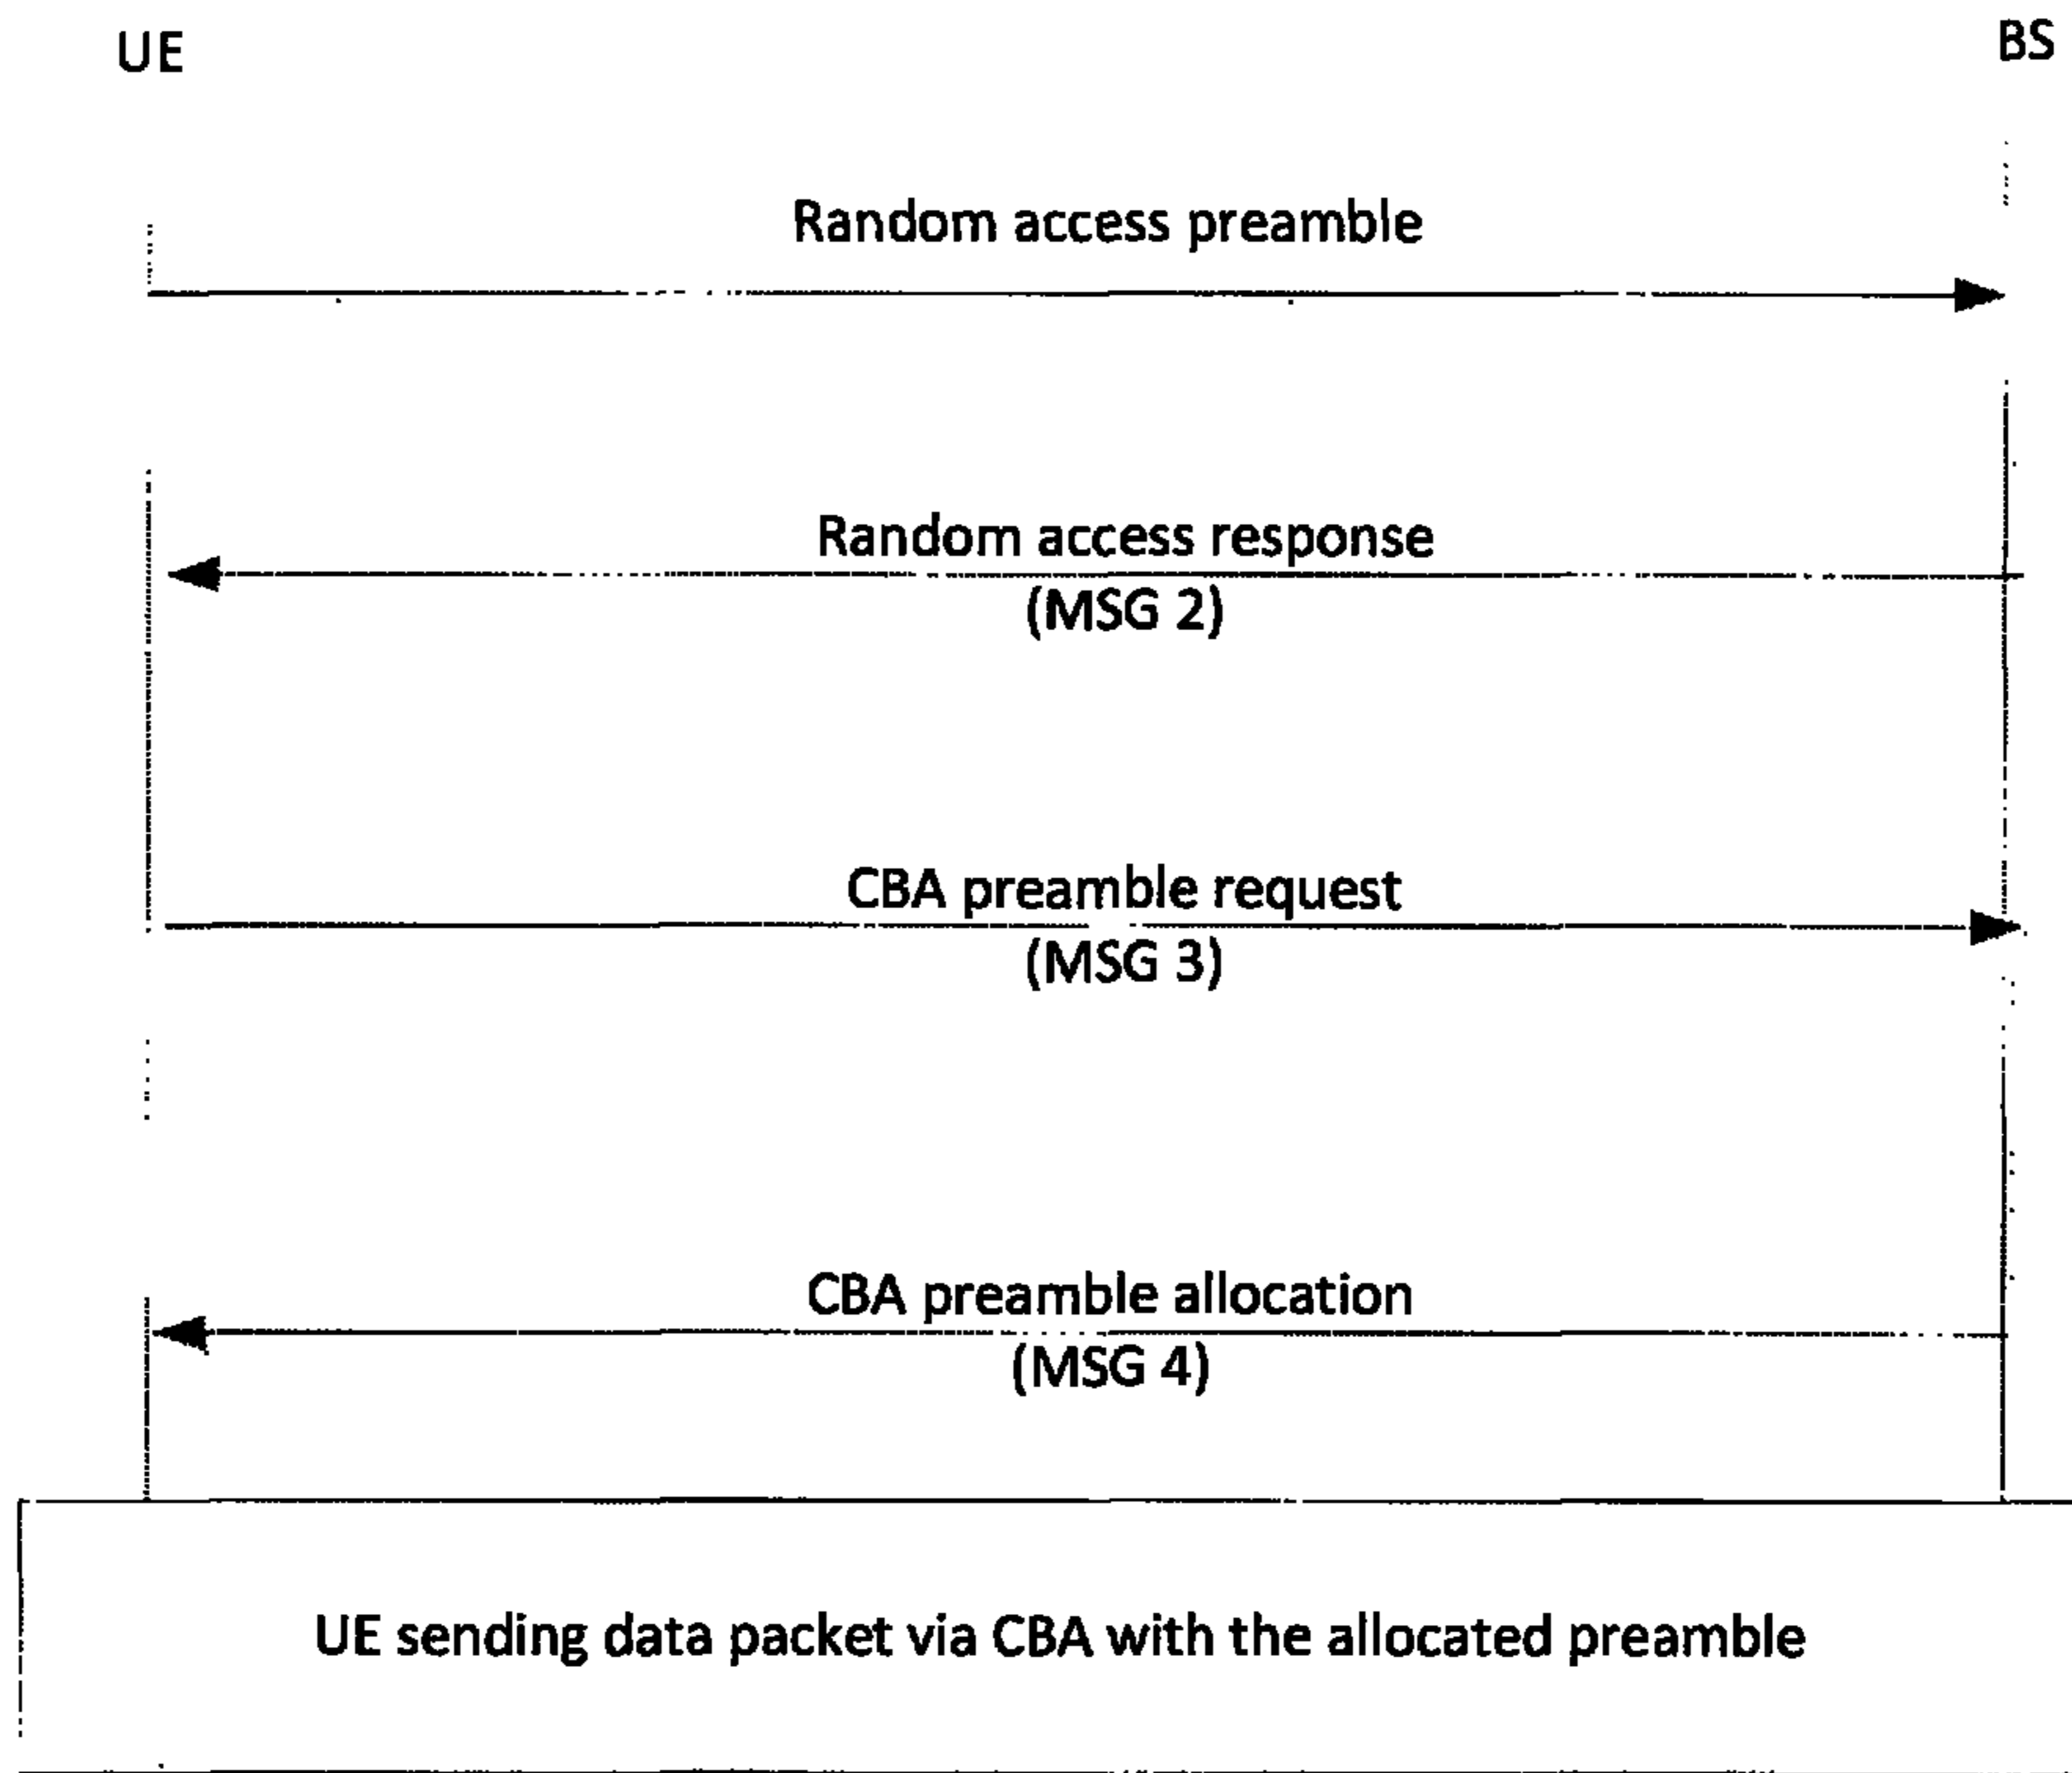 UE
BS
Random access preamble
Random access response
(MSG 2)
CBA preamble request
(MSG 3)
CBA preamble allocation
(MSG 4)
UE sending data packet via CBA with the allocated preamble